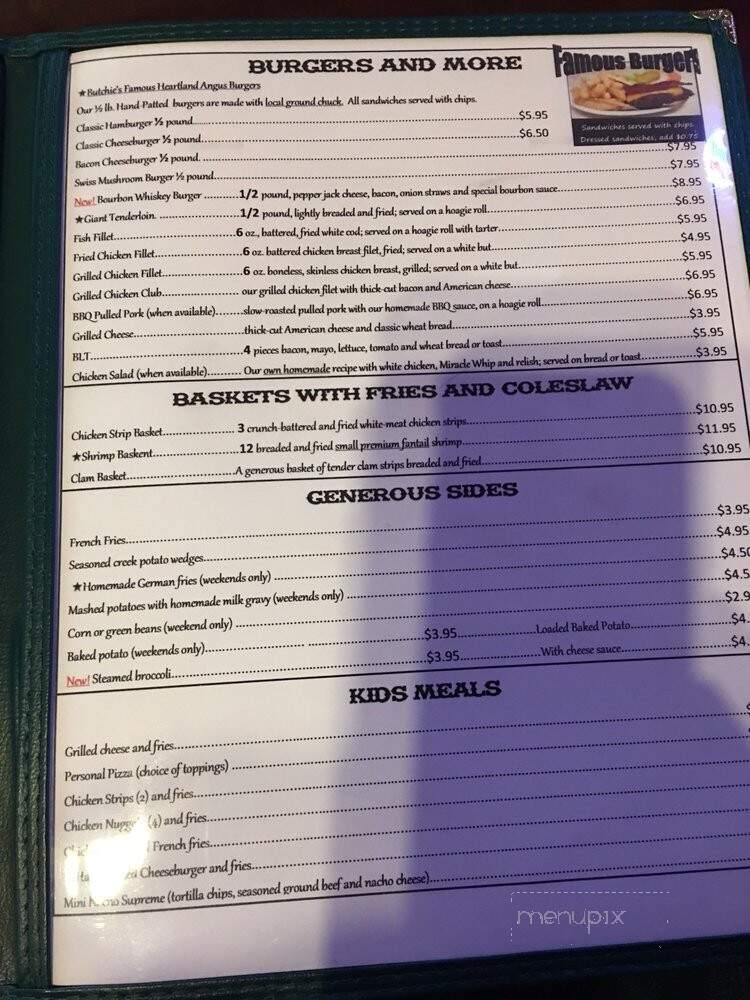 BURGERS AND MORE
Famous Burgers
★Butchie's Famous Heartland Angus Burgers
Our ½ lb. Hand-Patted burgers are made with local ground chuck. All sandwiches served with chips.
Sandwiches served with chips.
Dressed sandwiches, add $0.75
Classic Hamburger ½ pound $5.95
Classic Cheeseburger ½ pound $6.50
Bacon Cheeseburger ½ pound. $7.95
Swiss Mushroom Burger ½ pound $7.95
New! Bourbon Whiskey Burger 1/2 pound, pepper jack cheese, bacon, onion straws and special bourbon sauce $8.95
★Giant Tenderloin. 1/2 pound, lightly breaded and fried; served on a hoagie roll $6.95
Fish Fillet 6 oz., battered, fried white cod; served on a hoagie roll with tarter $5.95
Fried Chicken Fillet 6 oz. battered chicken breast filet, fried; served on a white but $4.95
Grilled Chicken Fillet 6 oz. boneless, skinless chicken breast, grilled; served on a white but $5.95
Grilled Chicken Club our grilled chicken filet with thick-cut bacon and American cheese $6.95
BBQ Pulled Pork (when available) slow-roasted pulled pork with our homemade BBQ sauce, on a hoagie roll $6.95
Grilled Cheese thick-cut American cheese and classic wheat bread $3.95
BLT 4 pieces bacon, mayo, lettuce, tomato and wheat bread or toast $5.95
Chicken Salad (when available) Our own homemade recipe with white chicken, Miracle Whip and relish; served on bread or toast $3.95
BASKETS WITH FRIES AND COLESLAW
Chicken Strip Basket 3 crunch-battered and fried white-meat chicken strips $10.95
★Shrimp Baskent 12 breaded and fried small premium fantail shrimp $11.95
Clam Basket A generous basket of tender clam strips breaded and fried $10.95
GENEROUS SIDES
French Fries $3.95
Seasoned creek potato wedges $4.95
★Homemade German fries (weekends only) $4.50
Mashed potatoes with homemade milk gravy (weekends only) $4.5
Corn or green beans (weekend only) $2.9
Baked potato (weekends only) $3.95 Loaded Baked Potato $4.
New! Steamed broccoli $3.95 With cheese sauce $4.
KIDS MEALS
Grilled cheese and fries
Personal Pizza (choice of toppings)
Chicken Strips (2) and fries
Chicken (4) and fries
French fries
Cheeseburger and fries
Mini Supreme (tortilla chips, seasoned ground beef and nacho cheese)
menupix